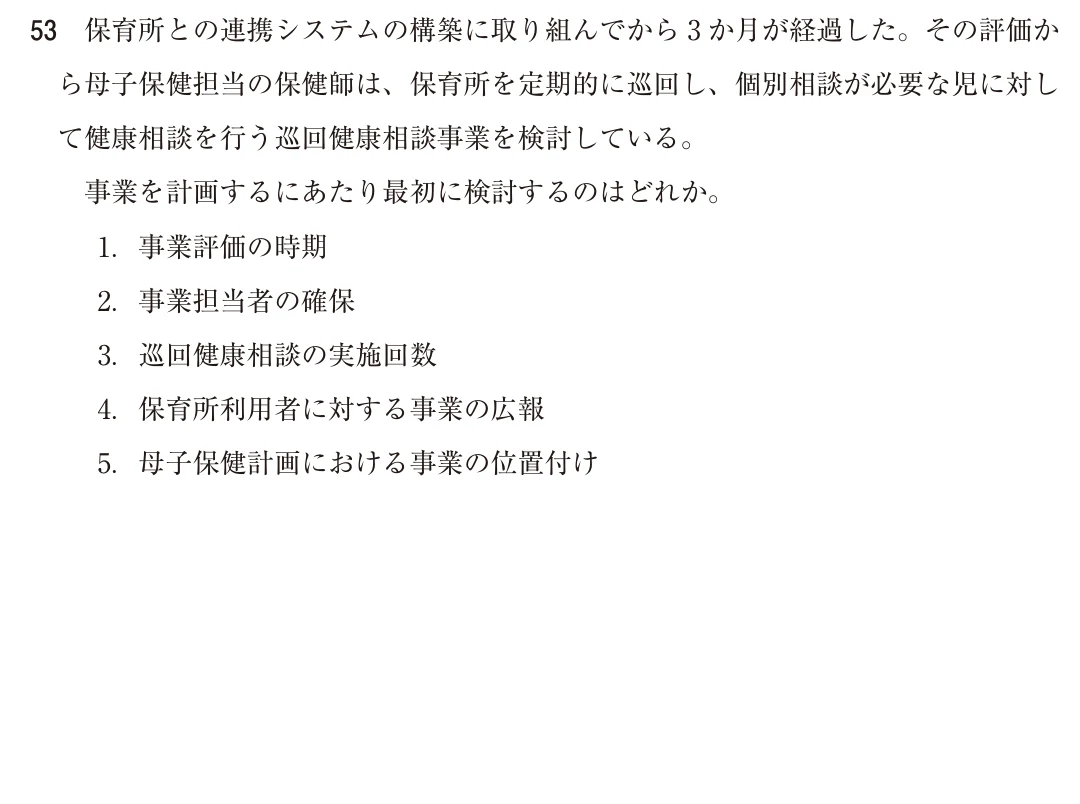 53 保育所との連携システムの構築に取り組んでから３か月が経過した。その評価か
ら母子保健担当の保健師は、保育所を定期的に巡回し、個別相談が必要な児に対し
て健康相談を行う巡回健康相談事業を検討している。
事業を計画するにあたり最初に検討するのはどれか。
1. 事業評価の時期
2. 事業担当者の確保
3. 巡回健康相談の実施回数
4. 保育所利用者に対する事業の広報
5. 母子保健計画における事業の位置付け